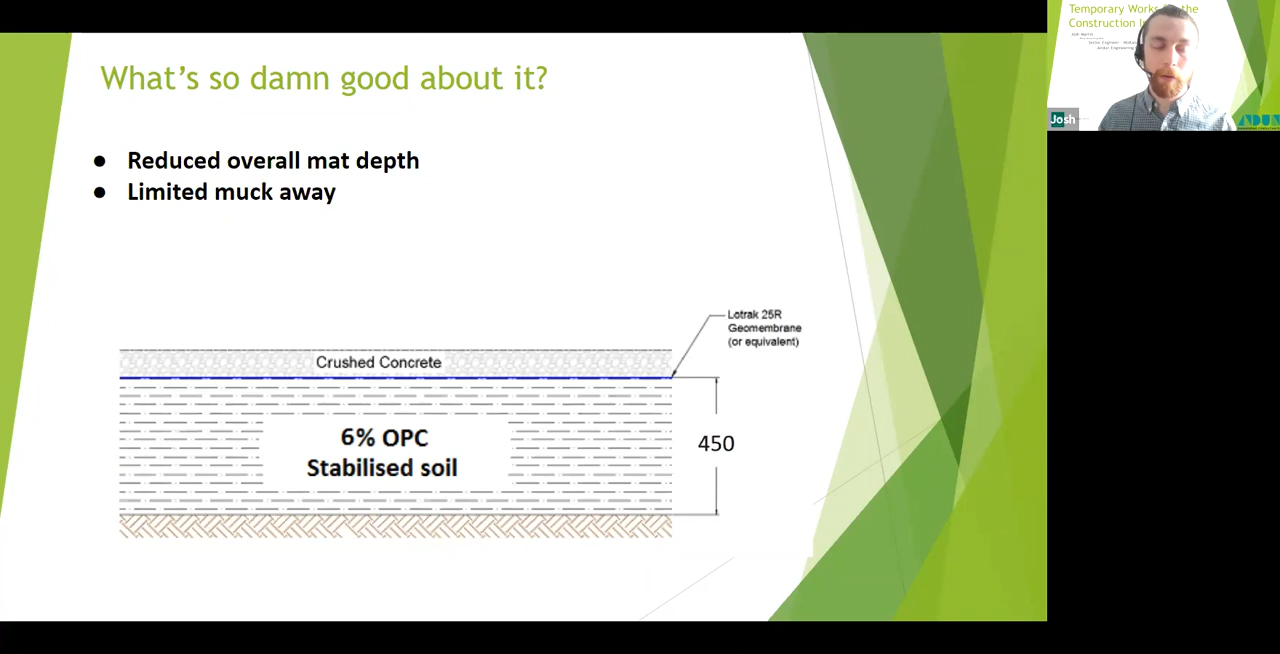 What's so damn good about it?
● Reduced overall mat depth
● Limited muck away
Lotrak 25R
Geomembrane
(or equivalent)
Crushed Concrete
6% OPC
Stabilised soil
450
Temporary Works the
Construction
Josh